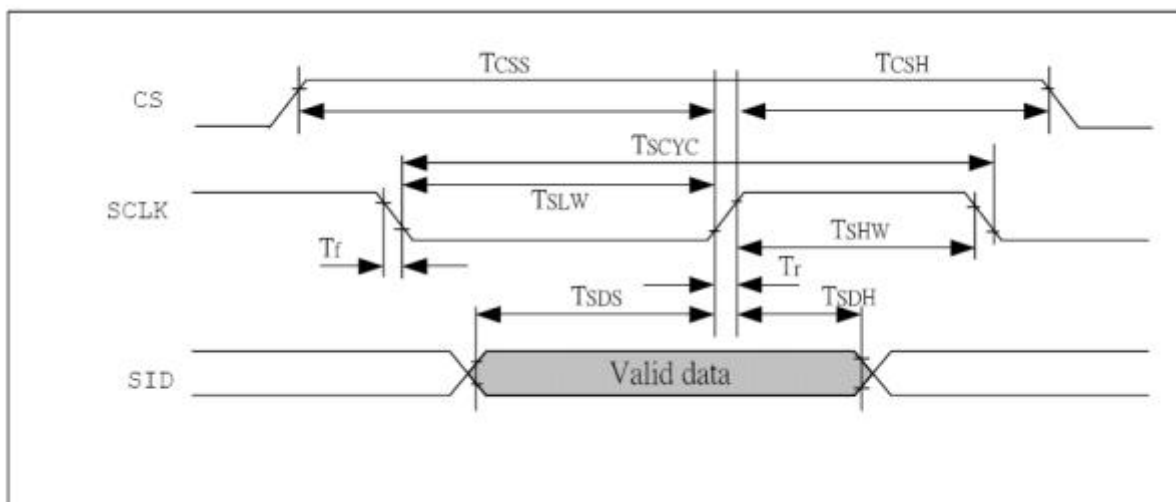 TCSS TCSH
CS
TSCYC
SCLK TSLW
TSHW
Tf Tr
TSDS TSDH
SID Valid data